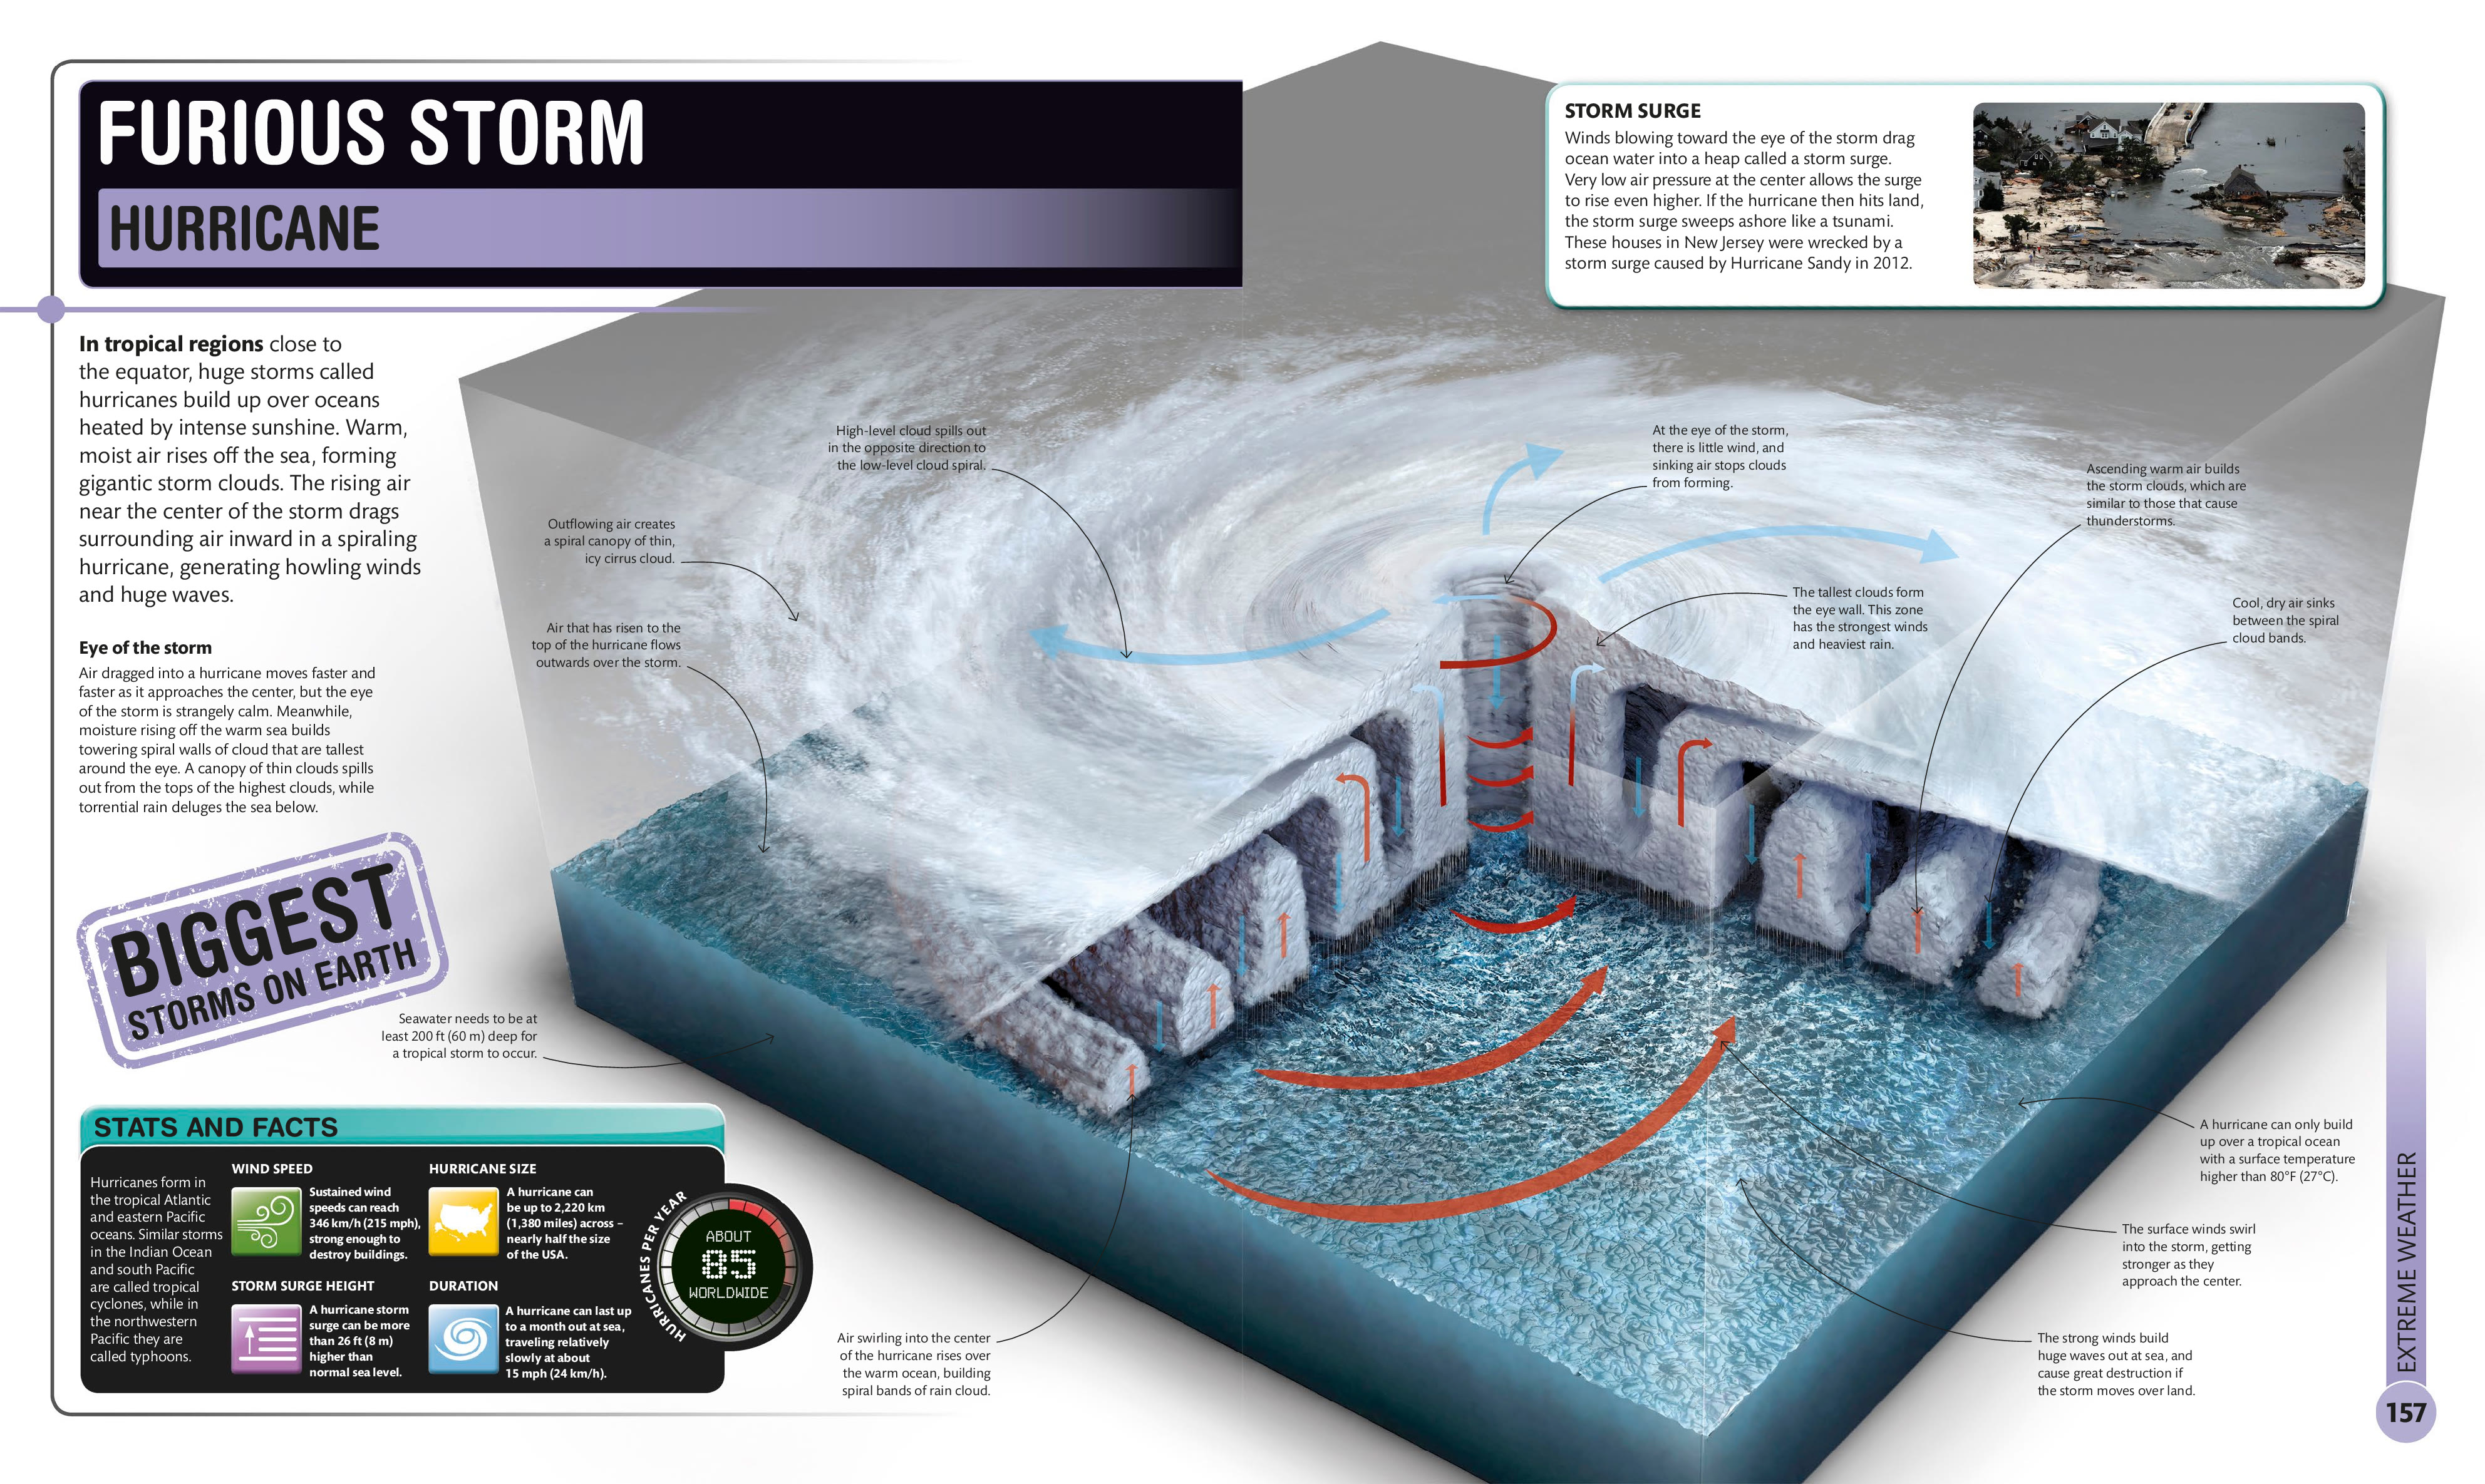 FURIOUS STORM
HURRICANE
In tropical regions close to
the equator, huge storms called
hurricanes build up over oceans
heated by intense sunshine. Warm,
moist air rises off the sea, forming
gigantic storm clouds. The rising air
near the center of the storm drags
surrounding air inward in a spiraling
hurricane, generating howling winds
and huge waves.
Eye of the storm
Air dragged into a hurricane moves faster and
faster as it approaches the center, but the eye
of the storm is strangely calm. Meanwhile,
moisture rising off the warm sea builds
towering spiral walls of cloud that are tallest
around the eye. A canopy of thin clouds spills
out from the tops of the highest clouds, while
torrential rain deluges the sea below.
BIGGEST
STORMS ON EARTH
STORM SURGE
Winds blowing toward the eye of the storm drag
ocean water into a heap called a storm surge.
Very low air pressure at the center allows the surge
to rise even higher. If the hurricane then hits land,
the storm surge sweeps ashore like a tsunami.
These houses in New Jersey were wrecked by a
storm surge caused by Hurricane Sandy in 2012.
High-level cloud spills out
in the opposite direction to
the low-level cloud spiral.
Outflowing air creates
a spiral canopy of thin,
icy cirrus cloud.
Air that has risen to the
top of the hurricane flows
outwards over the storm.
At the eye of the storm,
there is little wind, and
sinking air stops clouds
from forming.
The tallest clouds form
the eye wall. This zone
has the strongest winds
and heaviest rain.
Ascending warm air builds
the storm clouds, which are
similar to those that cause
thunderstorms.
Cool, dry air sinks
between the spiral
cloud bands.
Seawater needs to be at
least 200 ft (60 m) deep for
a tropical storm to occur.
STATS AND FACTS
Hurricanes form in
the tropical Atlantic
and eastern Pacific
oceans. Similar storms
in the Indian Ocean
and south Pacific
are called tropical
cyclones, while in
the northwestern
Pacific they are
called typhoons.
WIND SPEED
Sustained wind
speeds can reach
346 km/h (215 mph),
strong enough to
destroy buildings.
HURRICANE SIZE
A hurricane can
be up to 2,220 km
(1,380 miles) across –
nearly half the size
of the USA.
STORM SURGE HEIGHT
A hurricane storm
surge can be more
than 26 ft (8 m)
higher than
normal sea level.
DURATION
A hurricane can last up
to a month out at sea,
traveling relatively
slowly at about
15 mph (24 km/h).
HURRICANES PER YEAR
ABOUT
85
WORLDWIDE
Air swirling into the center
of the hurricane rises over
the warm ocean, building
spiral bands of rain cloud.
A hurricane can only build
up over a tropical ocean
with a surface temperature
higher than 80°F (27°C).
The surface winds swirl
into the storm, getting
stronger as they
approach the center.
The strong winds build
huge waves out at sea, and
cause great destruction if
the storm moves over land.
EXTREME WEATHER
157